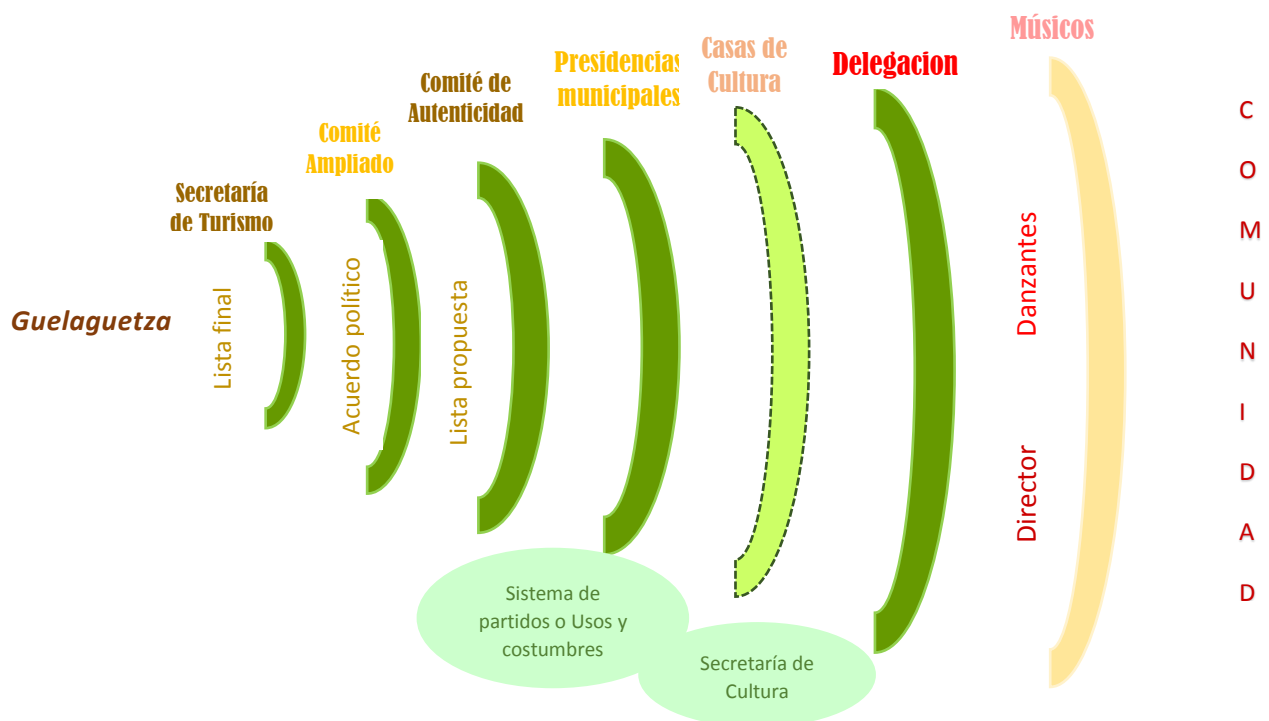 Músicos
Casas de
Cultura
Presidencias
municipales
Delegacion
Comité de
Autenticidad
Comité
Ampliado
Secretaría
de Turismo
Guelaguetza
Lista final
Acuerdo político
Lista propuesta
Danzantes
Director
C
O
M
U
N
I
D
A
D
Sistema de
partidos o Usos y
costumbres
Secretaría de
Cultura